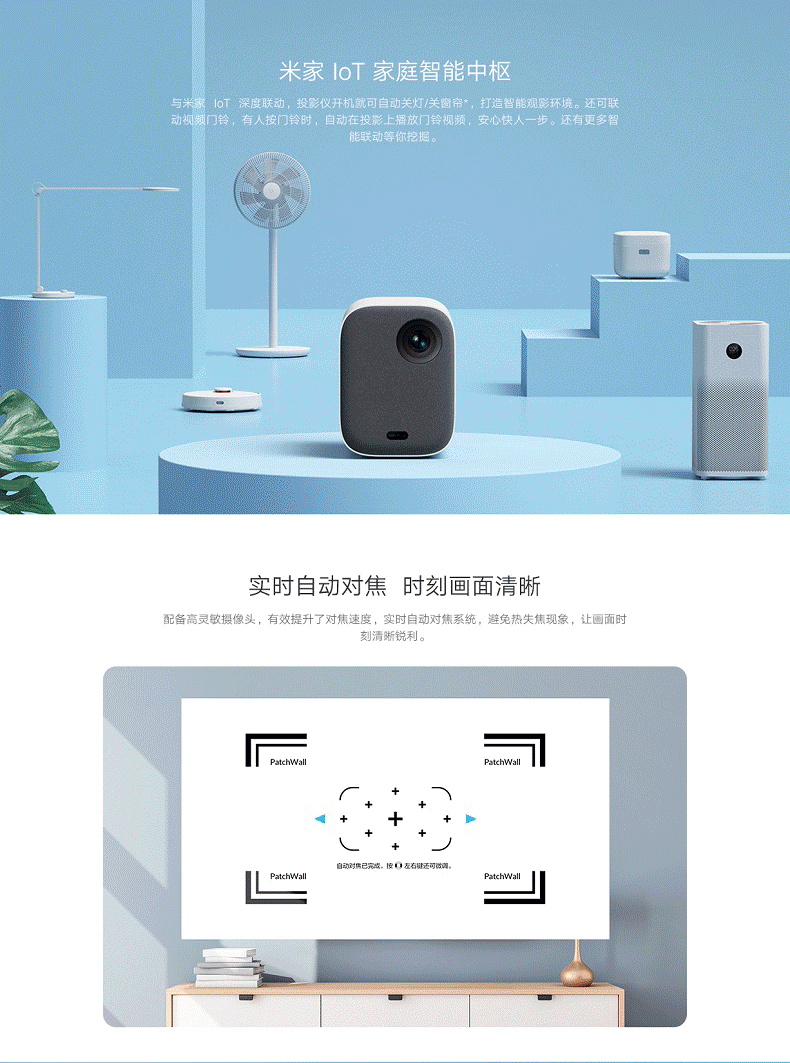 米家 IoT 家庭智能中枢
与米家 IoT 深度联动，投影仪开机就可自动关灯/关窗帘*，打造智能观影环境。还可联
动视频门铃，有人按门铃时，自动在投影上播放门铃视频，安心快人一步。还有更多智
能联动等你挖掘。
实时自动对焦 时刻画面清晰
配备高灵敏摄像头，有效提升了对焦速度，实时自动对焦系统，避免热失焦现象，让画面时
刻清晰锐利。
PatchWall PatchWall
自动对焦已完成，按 左右键还可微调。
PatchWall PatchWall